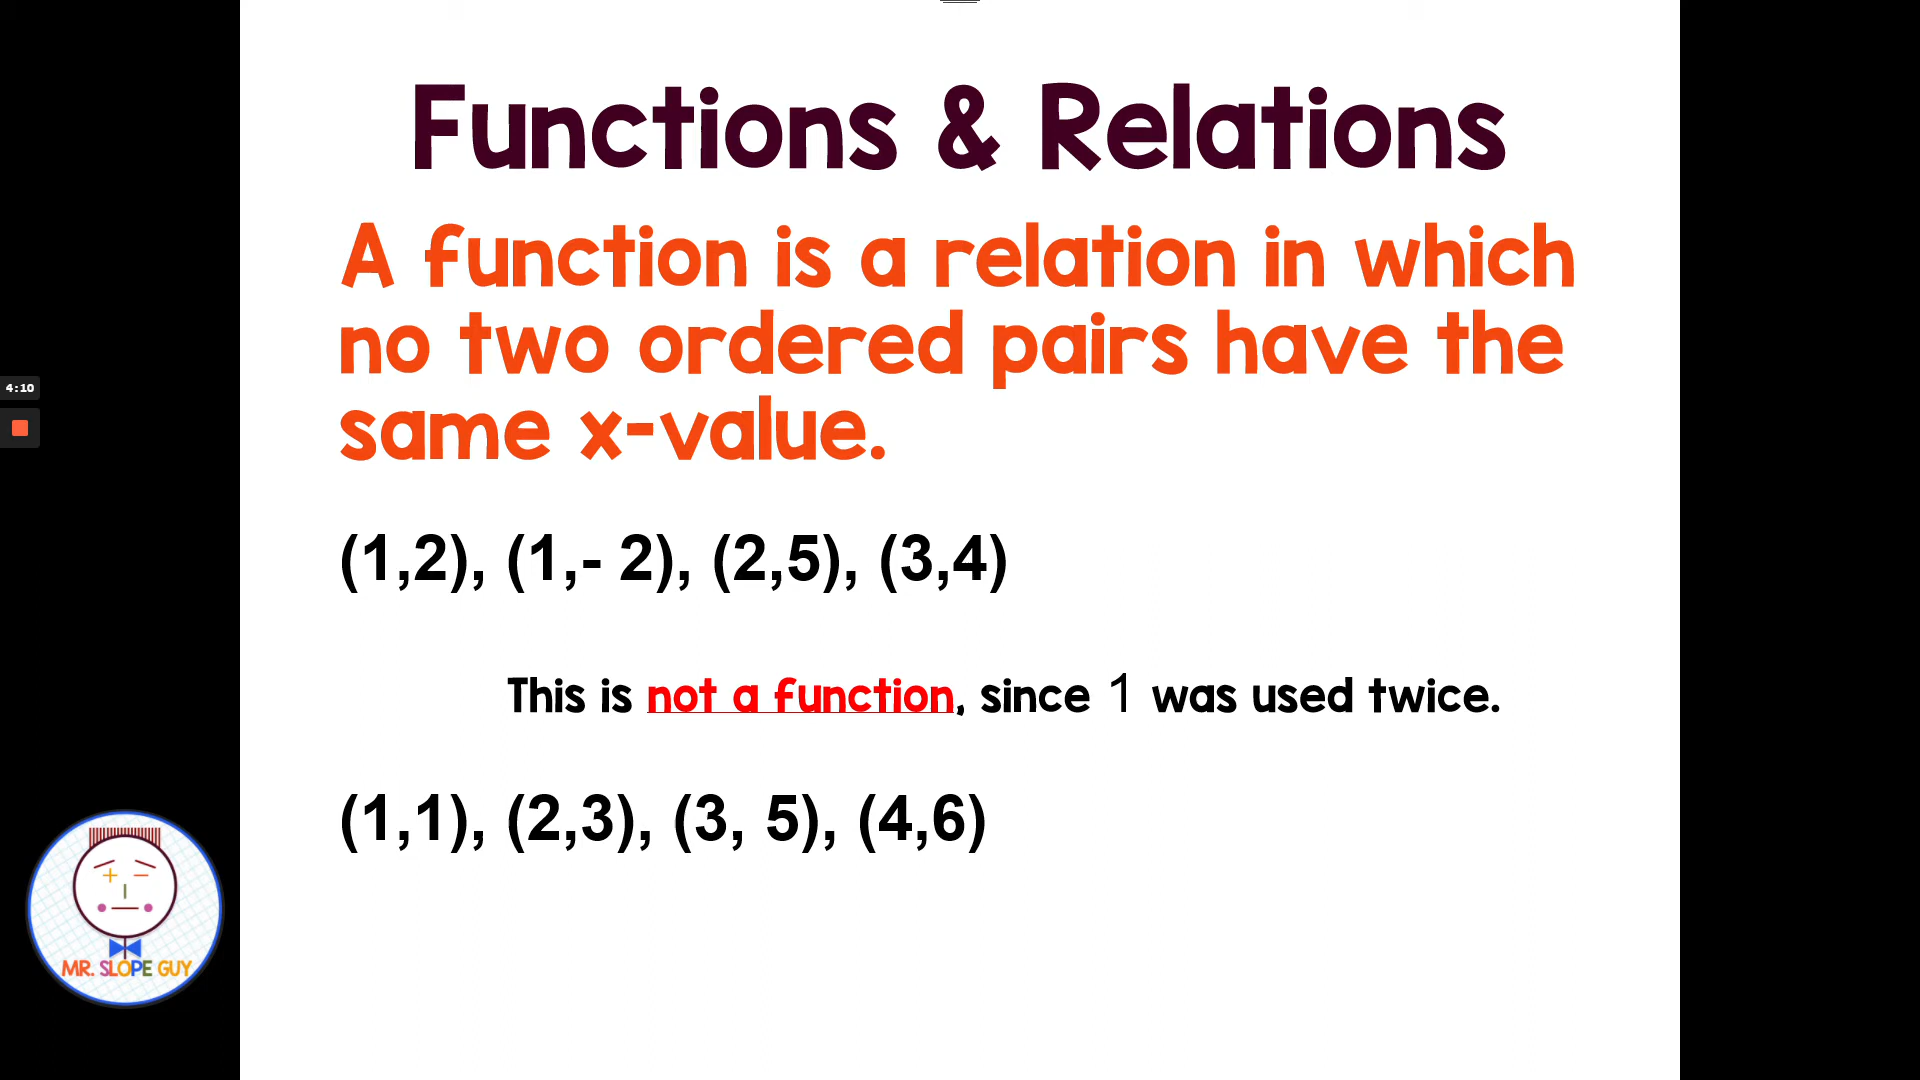 Functions & Relations
A function is a relation in which
no two ordered pairs have the
same x-value.
(1,2), (1,- 2), (2,5), (3,4)
This is not a function, since 1 was used twice.
(1,1), (2,3), (3, 5), (4,6)
4:10
MR. SLOPE GUY